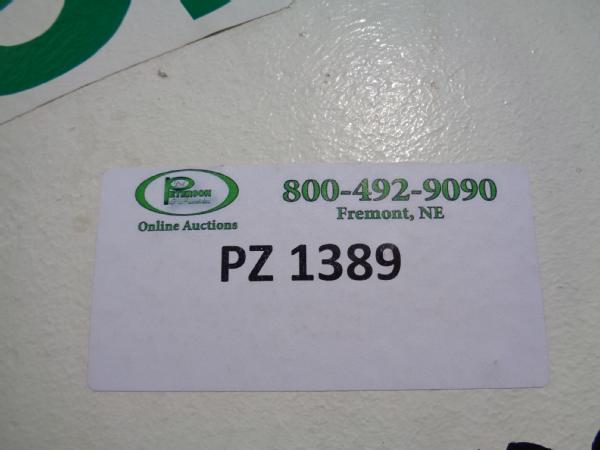 PETERSON
800-492-9090
Online Auctions
Fremont, NE
PZ 1389